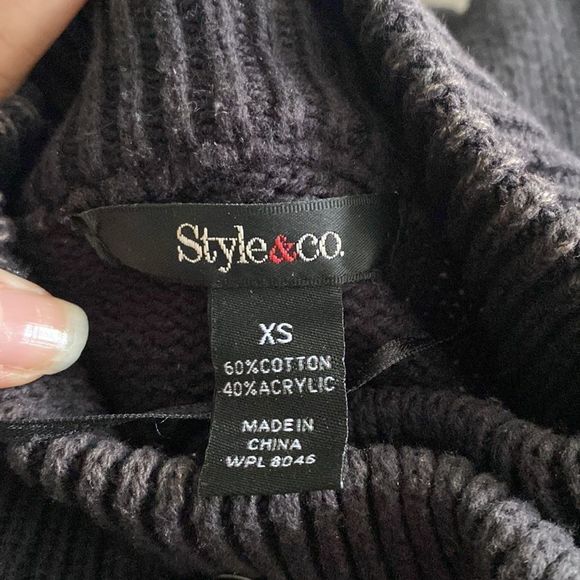 Style&co.
XS
60%COTTON
40%ACRYLIC
MADE IN
CHINA
WPL 8046